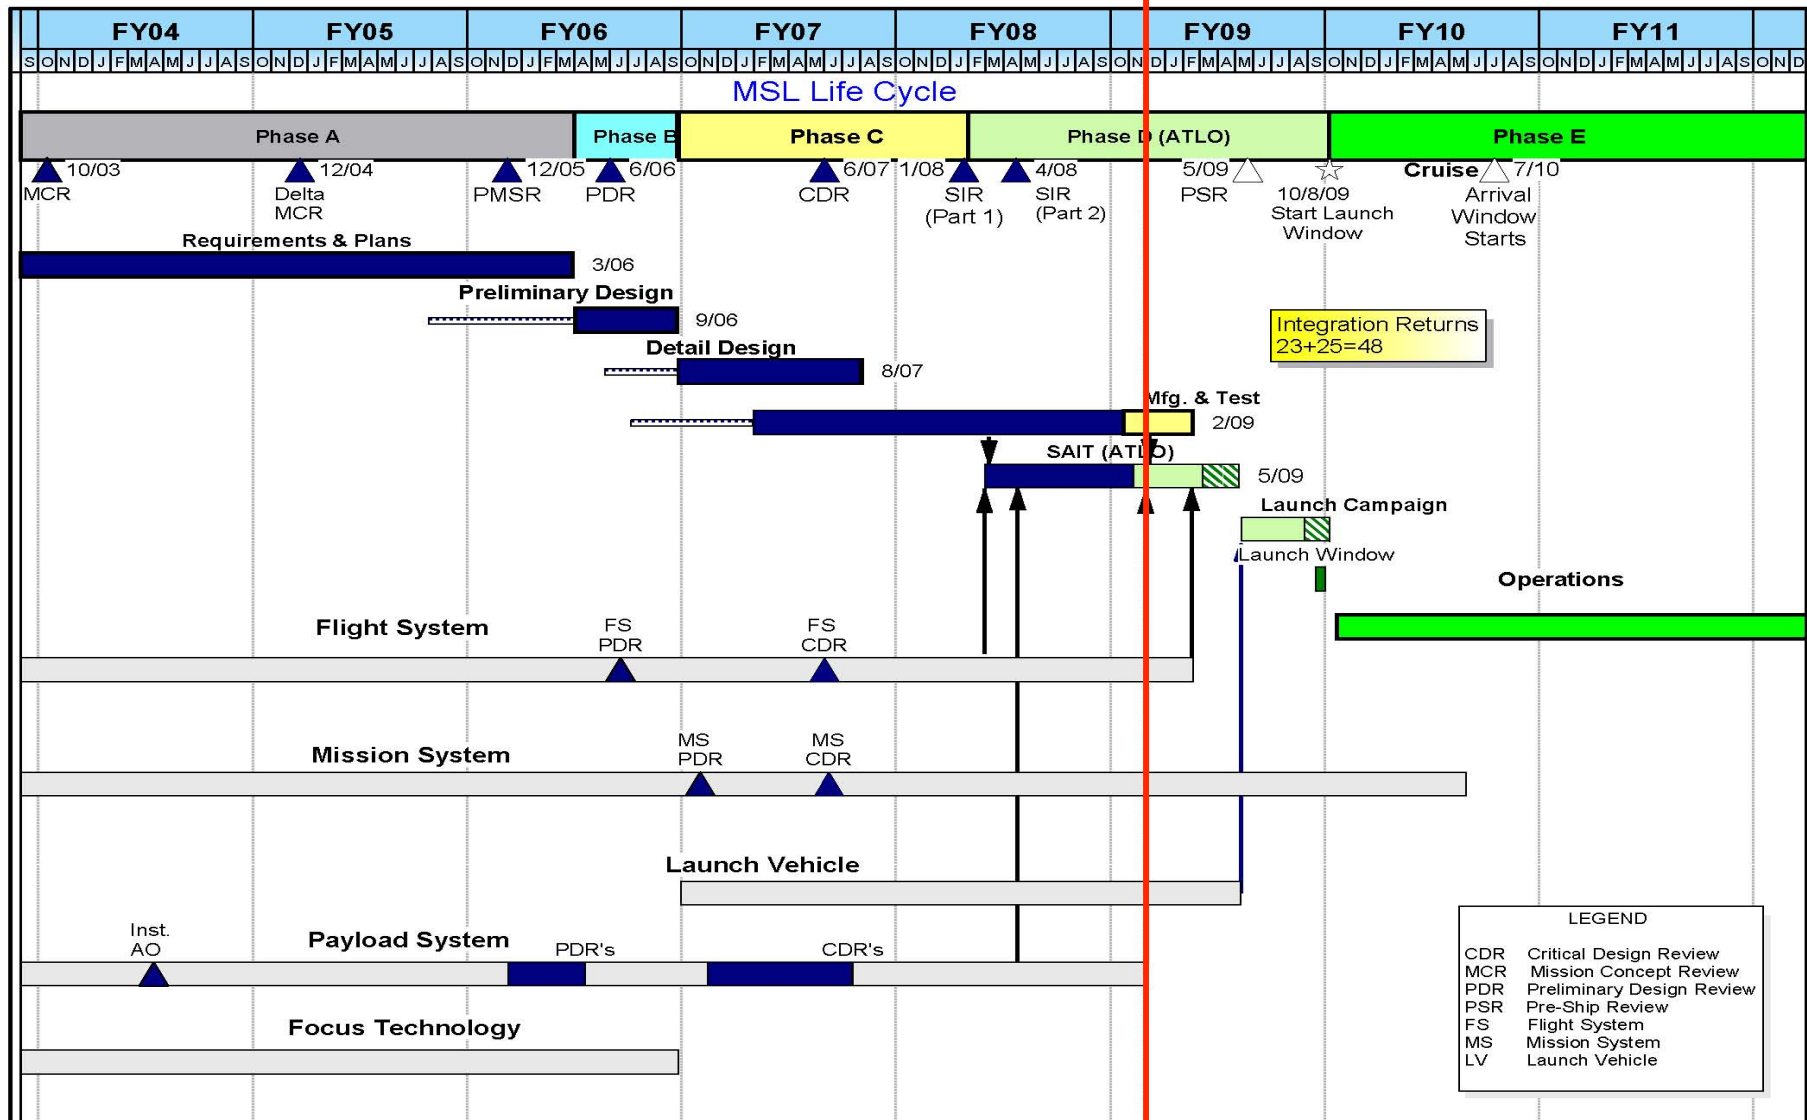 FY04 FY05 FY06 FY07 FY08 FY09 FY10 FY11
S O N D J F M A M J J A S O N D J F M A M J J A S O N D J F M A M J J A S O N D J F M A M J J A S O N D J F M A M J J A S O N D J F M A M J J A S O N D J F M A M J J A S O N D J F M A M J J A S O N D
MSL Life Cycle
Phase A Phase B Phase C Phase D (ATLO) Phase E
10/03 12/04 12/05 6/06 6/07 1/08 4/08 5/09 Cruise 7/10
MCR Delta PMSR PDR CDR SIR SIR PSR 10/8/09 Arrival
MCR (Part 1) (Part 2) Start Launch Window
Window Starts
Requirements & Plans
3/06
Preliminary Design
9/06
Integration Returns
23+25=48
Detail Design
8/07
Mfg. & Test
2/09
SAIT (ATLO)
5/09
Launch Campaign
Launch Window
Operations
Flight System FS FS
PDR CDR
Mission System MS MS
PDR CDR
Launch Vehicle
Inst.
AO
Payload System PDR's CDR's
Focus Technology
LEGEND
CDR Critical Design Review
MCR Mission Concept Review
PDR Preliminary Design Review
PSR Pre-Ship Review
FS Flight System
MS Mission System
LV Launch Vehicle